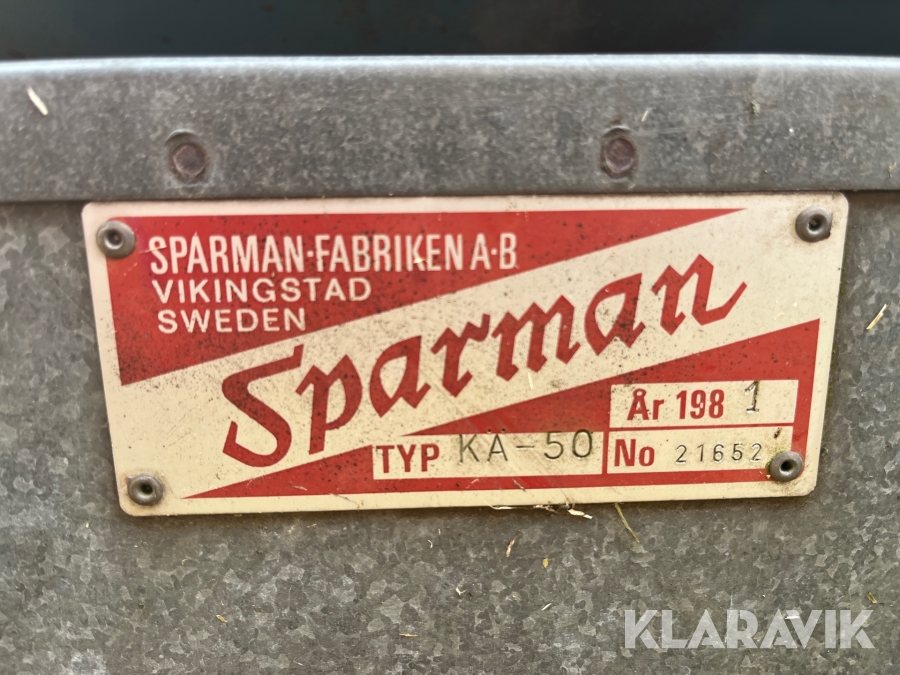 SPARMAN-FABRIKEN A·B
VIKINGSTAD
SWEDEN
Sparman
År 198 1
TYP KA-50
No 21652
KLARAVIK